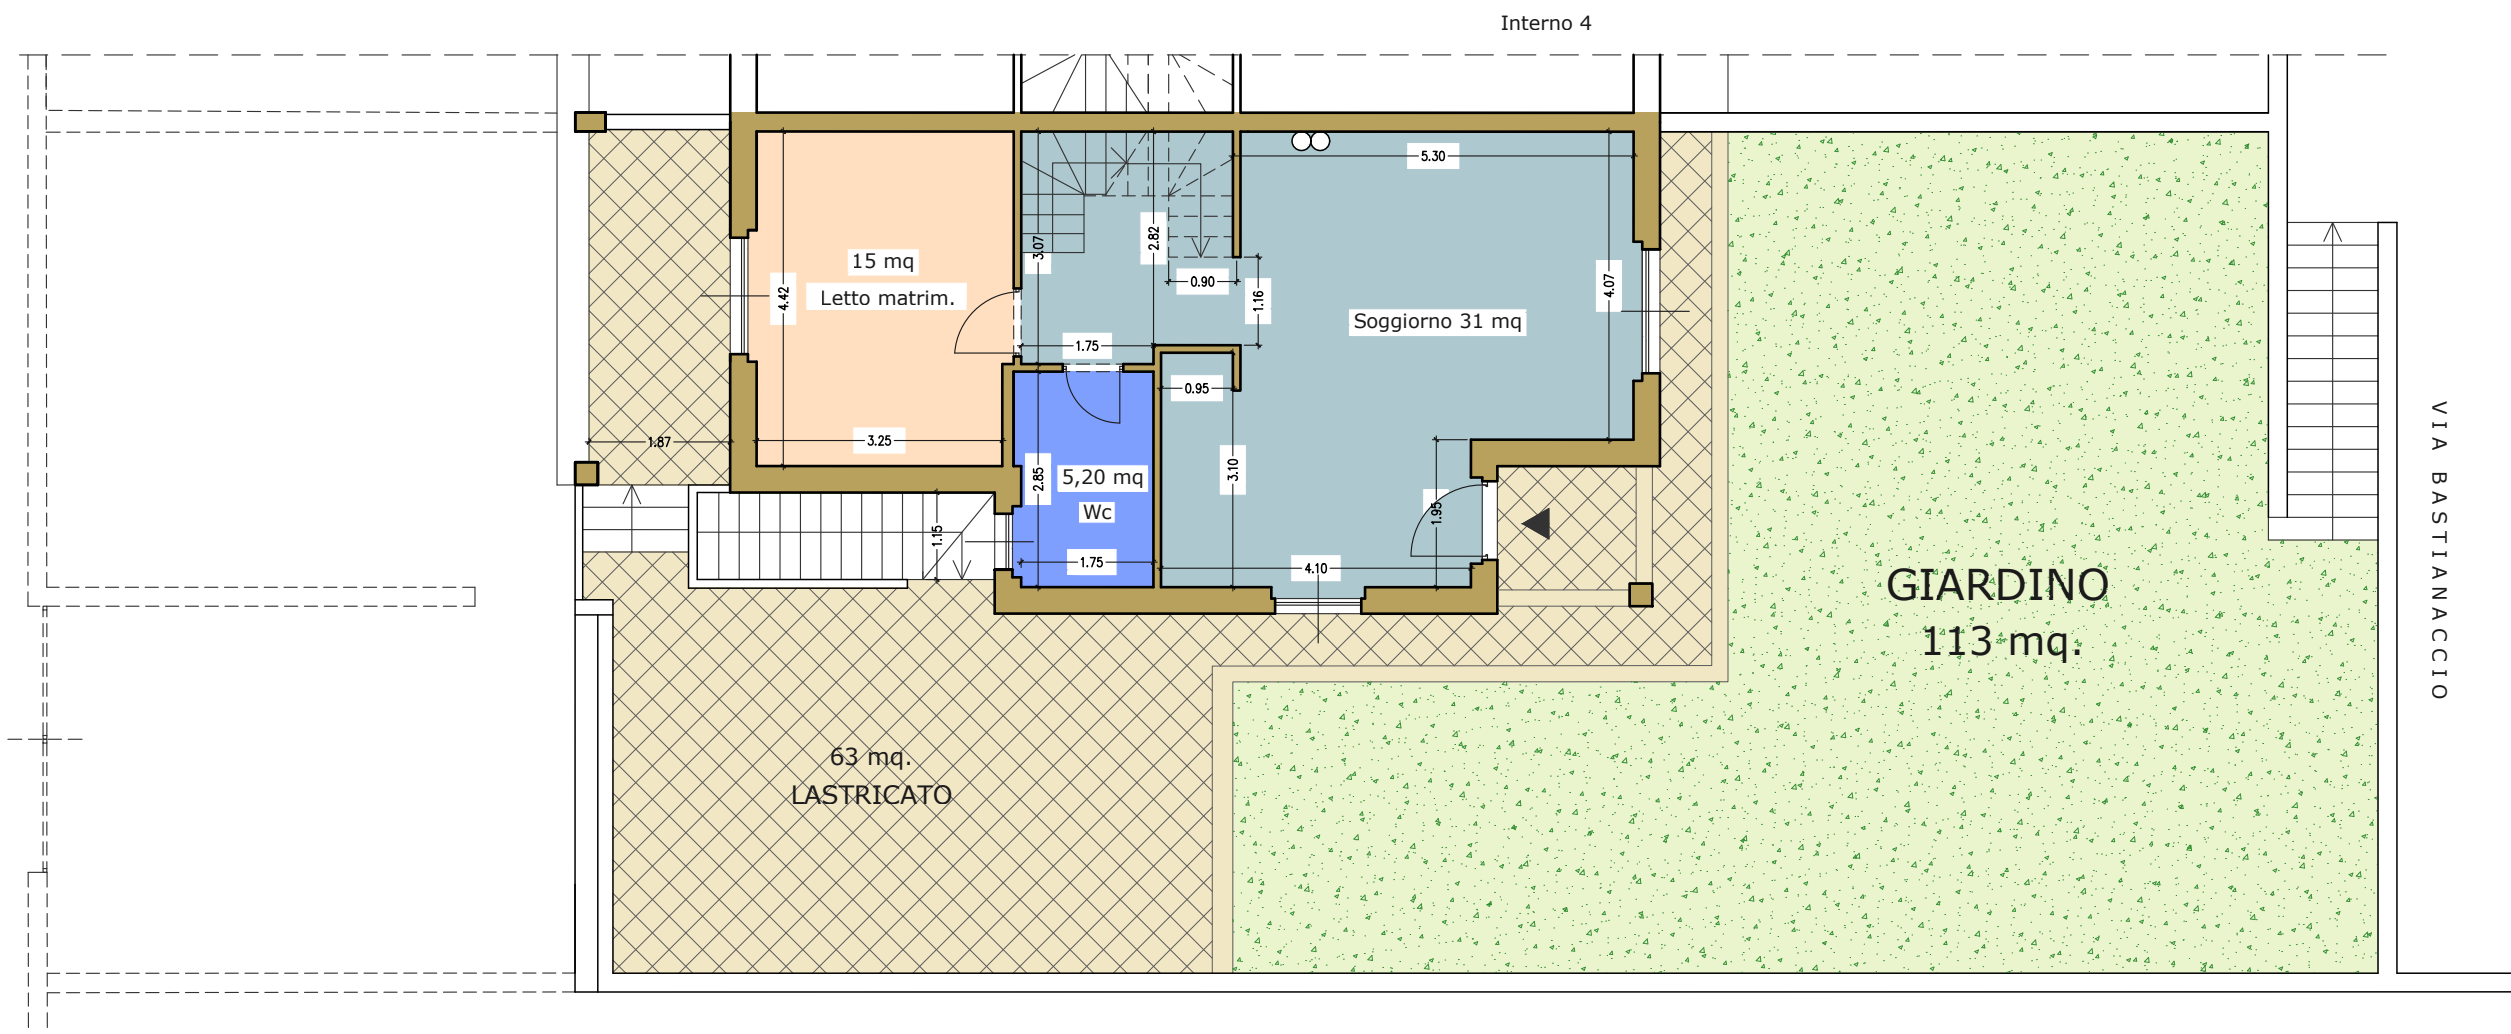 Interno 4
5.30
15 mq
Letto matrim.
4.42
3.07
2.82
0.90
1.16
4.07
Soggiorno 31 mq
1.75
0.95
3.25
1.87
3.10
2.85
5,20 mq
Wc
1.15
1.95
1.75
4.10
GIARDINO
113 mq.
VIA BASTIANACCIO
63 mq.
LASTRICATO